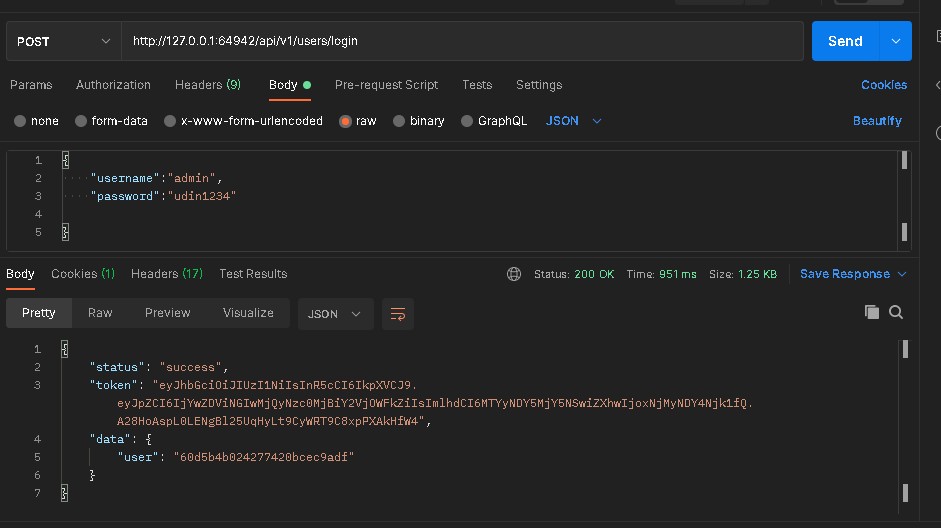 POST
http://127.0.0.1:64942/api/v1/users/login
Send
Params Authorization Headers (9) Body Pre-request Script Tests Settings Cookies
none form-data x-www-form-urlencoded raw binary GraphQL JSON Beautify
1 {
2 "username":"admin",
3 "password":"udin1234"
4
5 }
Body Cookies (1) Headers (17) Test Results Status: 200 OK Time: 951 ms Size: 1.25 KB Save Response
Pretty Raw Preview Visualize JSON
1 {
2 "status": "success",
3 "token": "eyJhbGciOiJIUzI1NiIsInR5cCI6IkpXVCJ9.
eyJpZCI6IjYwZDViNGIwMjQyNzc0MjBiY2VjOWFkZiIsImlhdCI6MTYyNDY5MjY5NSwiZXhwIjoxNjMyNDY4Njk1fQ.
A28HoAspL0LENgBl25UqHyLt9CyWRT9C8xpPXAkHfW4",
4 "data": {
5 "user": "60d5b4b024277420bcec9adf"
6 }
7 }